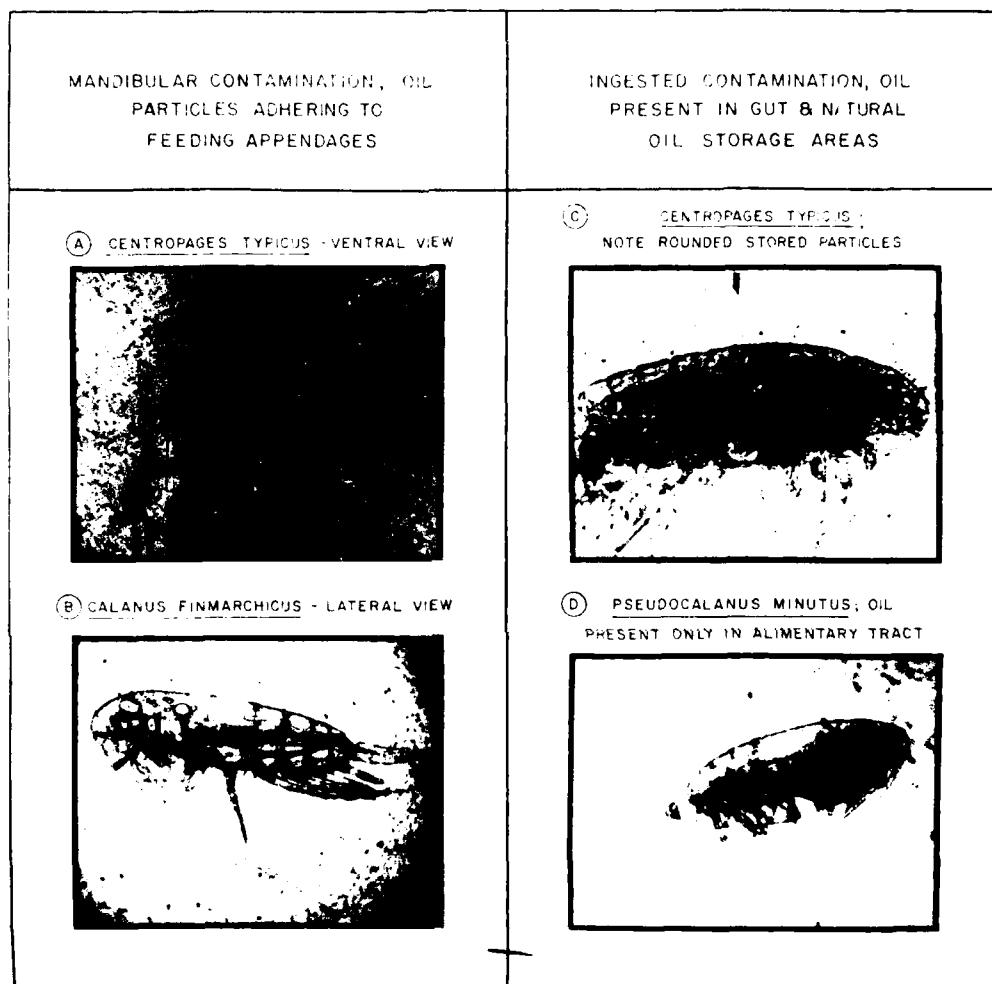 MANDIBULAR CONTAMINATION, OIL
PARTICLES ADHERING TO
FEEDING APPENDAGES
INGESTED CONTAMINATION, OIL
PRESENT IN GUT & NATURAL
OIL STORAGE AREAS
A CENTROPAGES TYPICUS - VENTRAL VIEW
B CALANUS FINMARCHICUS - LATERAL VIEW
C CENTROPAGES TYPICUS;
NOTE ROUNDED STORED PARTICLES
D PSEUDOCALANUS MINUTUS; OIL
PRESENT ONLY IN ALIMENTARY TRACT